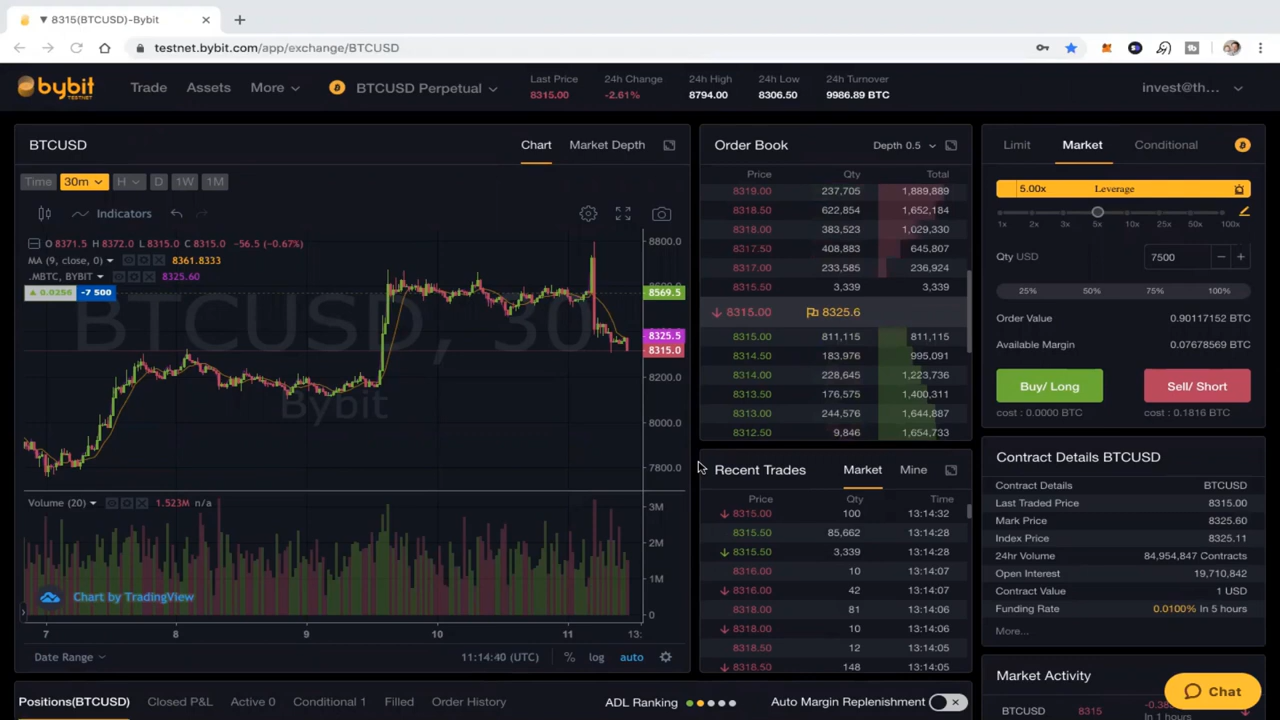 ▼ 8315(BTCUSD)-Bybit
testnet.bybit.com/app/exchange/BTCUSD
bybit
TESTNET
Trade Assets More BTCUSD Perpetual
Last Price 24h Change 24h High 24h Low 24h Turnover
8315.00 -2.61% 8794.00 8306.50 9986.89 BTC
invest@th...
BTCUSD Chart Market Depth
Time 30m H D 1W 1M
Indicators
O 8371.5 H 8372.0 L 8315.0 C 8315.0 -56.5 (-0.67%)
MA (9, close, 0) 8361.8333
.MBTC, BYBIT 8325.60
0.0256 -7 500
BTCUSD, 30
Bybit
8800.0
8569.5
8325.5
8315.0
8200.0
8000.0
7800.0
Volume (20) 1.523M n/a
3M
2M
1M
0
Chart by TradingView
7 8 9 10 11 13:
Date Range 11:14:40 (UTC) % log auto
Order Book Depth 0.5
Price Qty Total
8319.00 237,705 1,889,889
8318.50 622,854 1,652,184
8318.00 383,523 1,029,330
8317.50 408,883 645,807
8317.00 233,585 236,924
8315.50 3,339 3,339
8315.00 8325.6
8315.00 811,115 811,115
8314.50 183,976 995,091
8314.00 228,645 1,223,736
8313.50 176,575 1,400,311
8313.00 244,576 1,644,887
8312.50 9,846 1,654,733
Recent Trades Market Mine
Price Qty Time
8315.00 100 13:14:32
8315.50 85,662 13:14:28
8315.50 3,339 13:14:28
8316.00 10 13:14:07
8316.00 42 13:14:07
8318.00 81 13:14:06
8318.00 10 13:14:06
8318.50 12 13:14:05
8318.50 148 13:14:05
Limit Market Conditional
5.00x Leverage
1x 2x 3x 5x 10x 25x 50x 100x
Qty USD 7500 − +
25% 50% 75% 100%
Order Value 0.90117152 BTC
Available Margin 0.07678569 BTC
Buy/ Long Sell/ Short
cost : 0.0000 BTC cost : 0.1816 BTC
Contract Details BTCUSD
Contract Details BTCUSD
Last Traded Price 8315.00
Mark Price 8325.60
Index Price 8325.11
24hr Volume 84,954,847 Contracts
Open Interest 19,710,842
Contract Value 1 USD
Funding Rate 0.0100% In 5 hours
More...
Market Activity
BTCUSD 8315
In 1 hours
Chat
Positions(BTCUSD) Closed P&L Active 0 Conditional 1 Filled Order History
ADL Ranking Auto Margin Replenishment